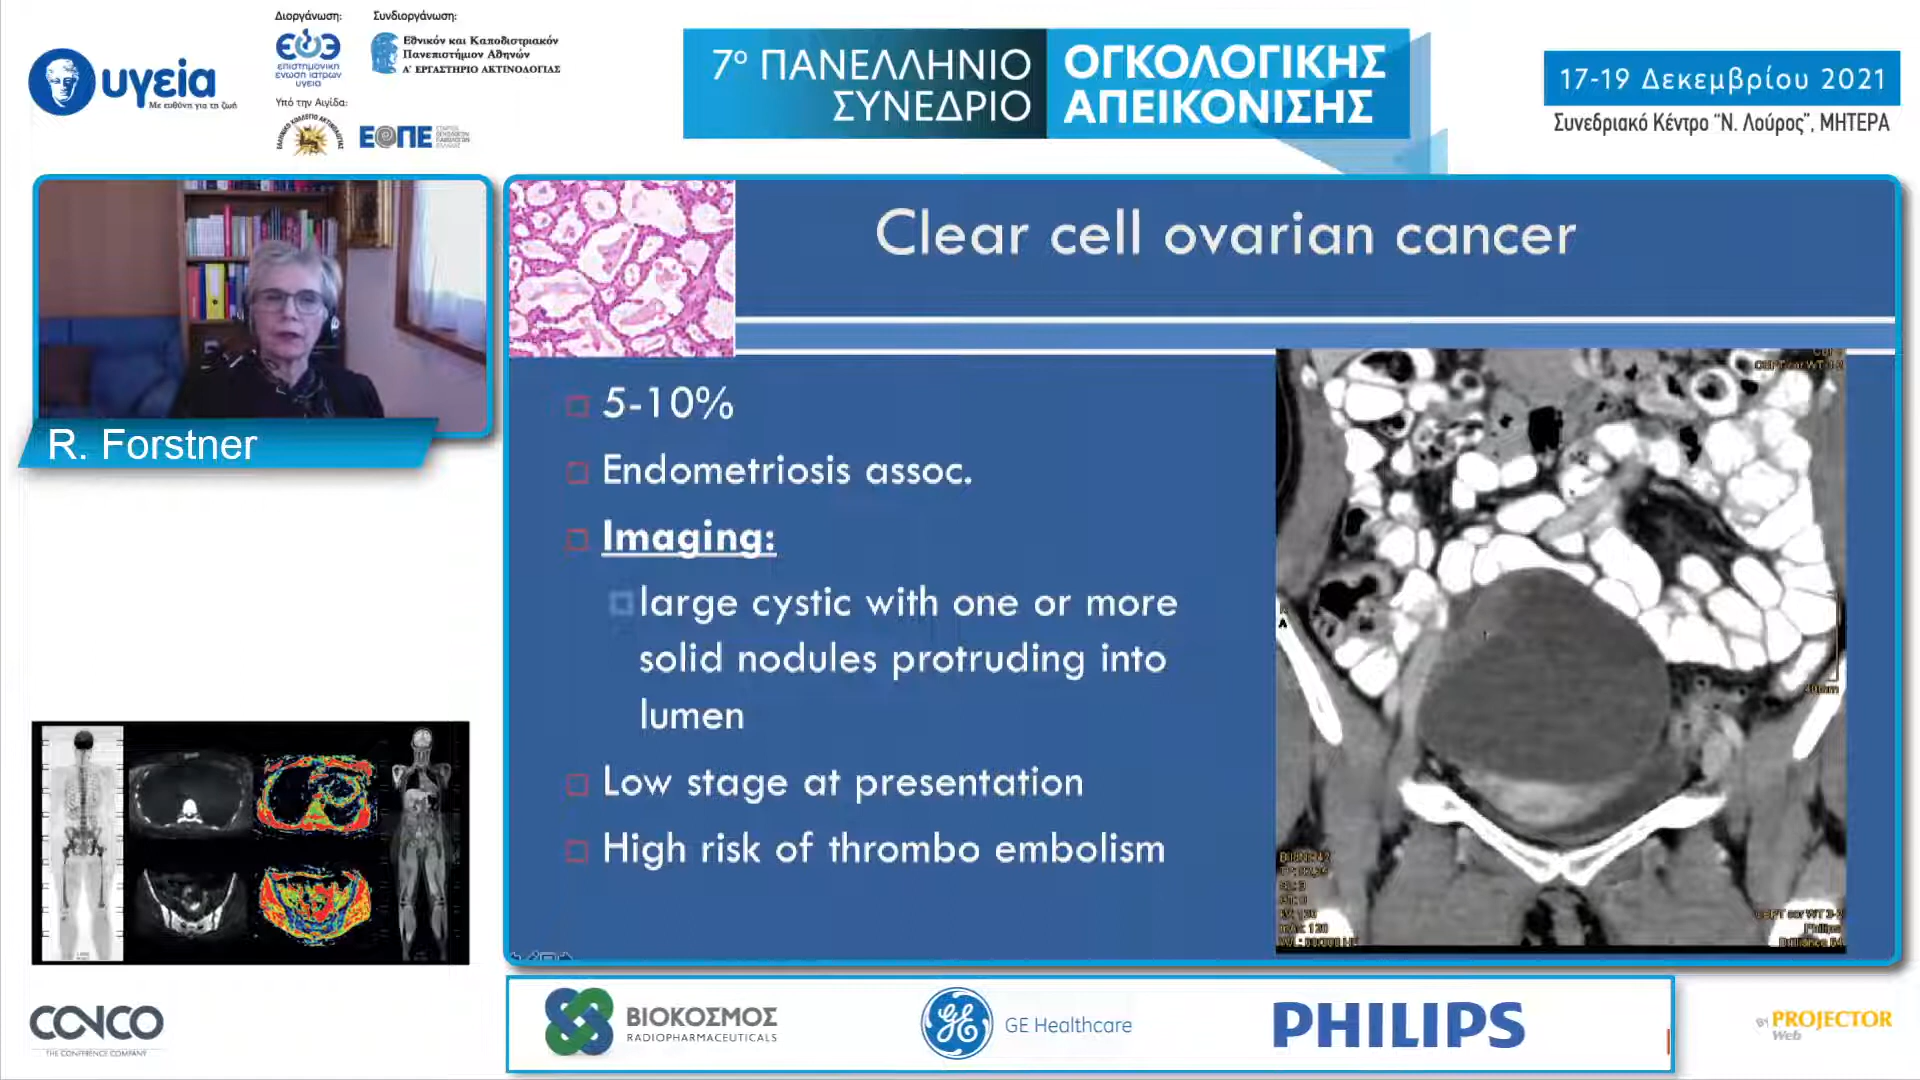 Διοργάνωση:
Συνδιοργάνωση:
επιστημονική
ένωση ιατρών
υγεία
Εθνικόν και Καποδιστριακόν
Πανεπιστήμιον Αθηνών
Α' ΕΡΓΑΣΤΗΡΙΟ ΑΚΤΙΝΟΛΟΓΙΑΣ
υγεία
Με ευθύνη για τη ζωή
Υπό την Αιγίδα:
ΕΟΠΕ
7ο ΠΑΝΕΛΛΗΝΙΟ
ΣΥΝΕΔΡΙΟ
ΟΓΚΟΛΟΓΙΚΗΣ
ΑΠΕΙΚΟΝΙΣΗΣ
17-19 Δεκεμβρίου 2021
Συνεδριακό Κέντρο "Ν. Λούρος", ΜΗΤΕΡΑ
R. Forstner
Clear cell ovarian cancer
5-10%
Endometriosis assoc.
Imaging:
large cystic with one or more
solid nodules protruding into
lumen
Low stage at presentation
High risk of thrombo embolism
A
Philips
CONCO
THE CONFERENCE COMPANY
ΒΙΟΚΟΣΜΟΣ
RADIOPHARMACEUTICALS
GE Healthcare
PHILIPS
BY PROJECTOR
Web